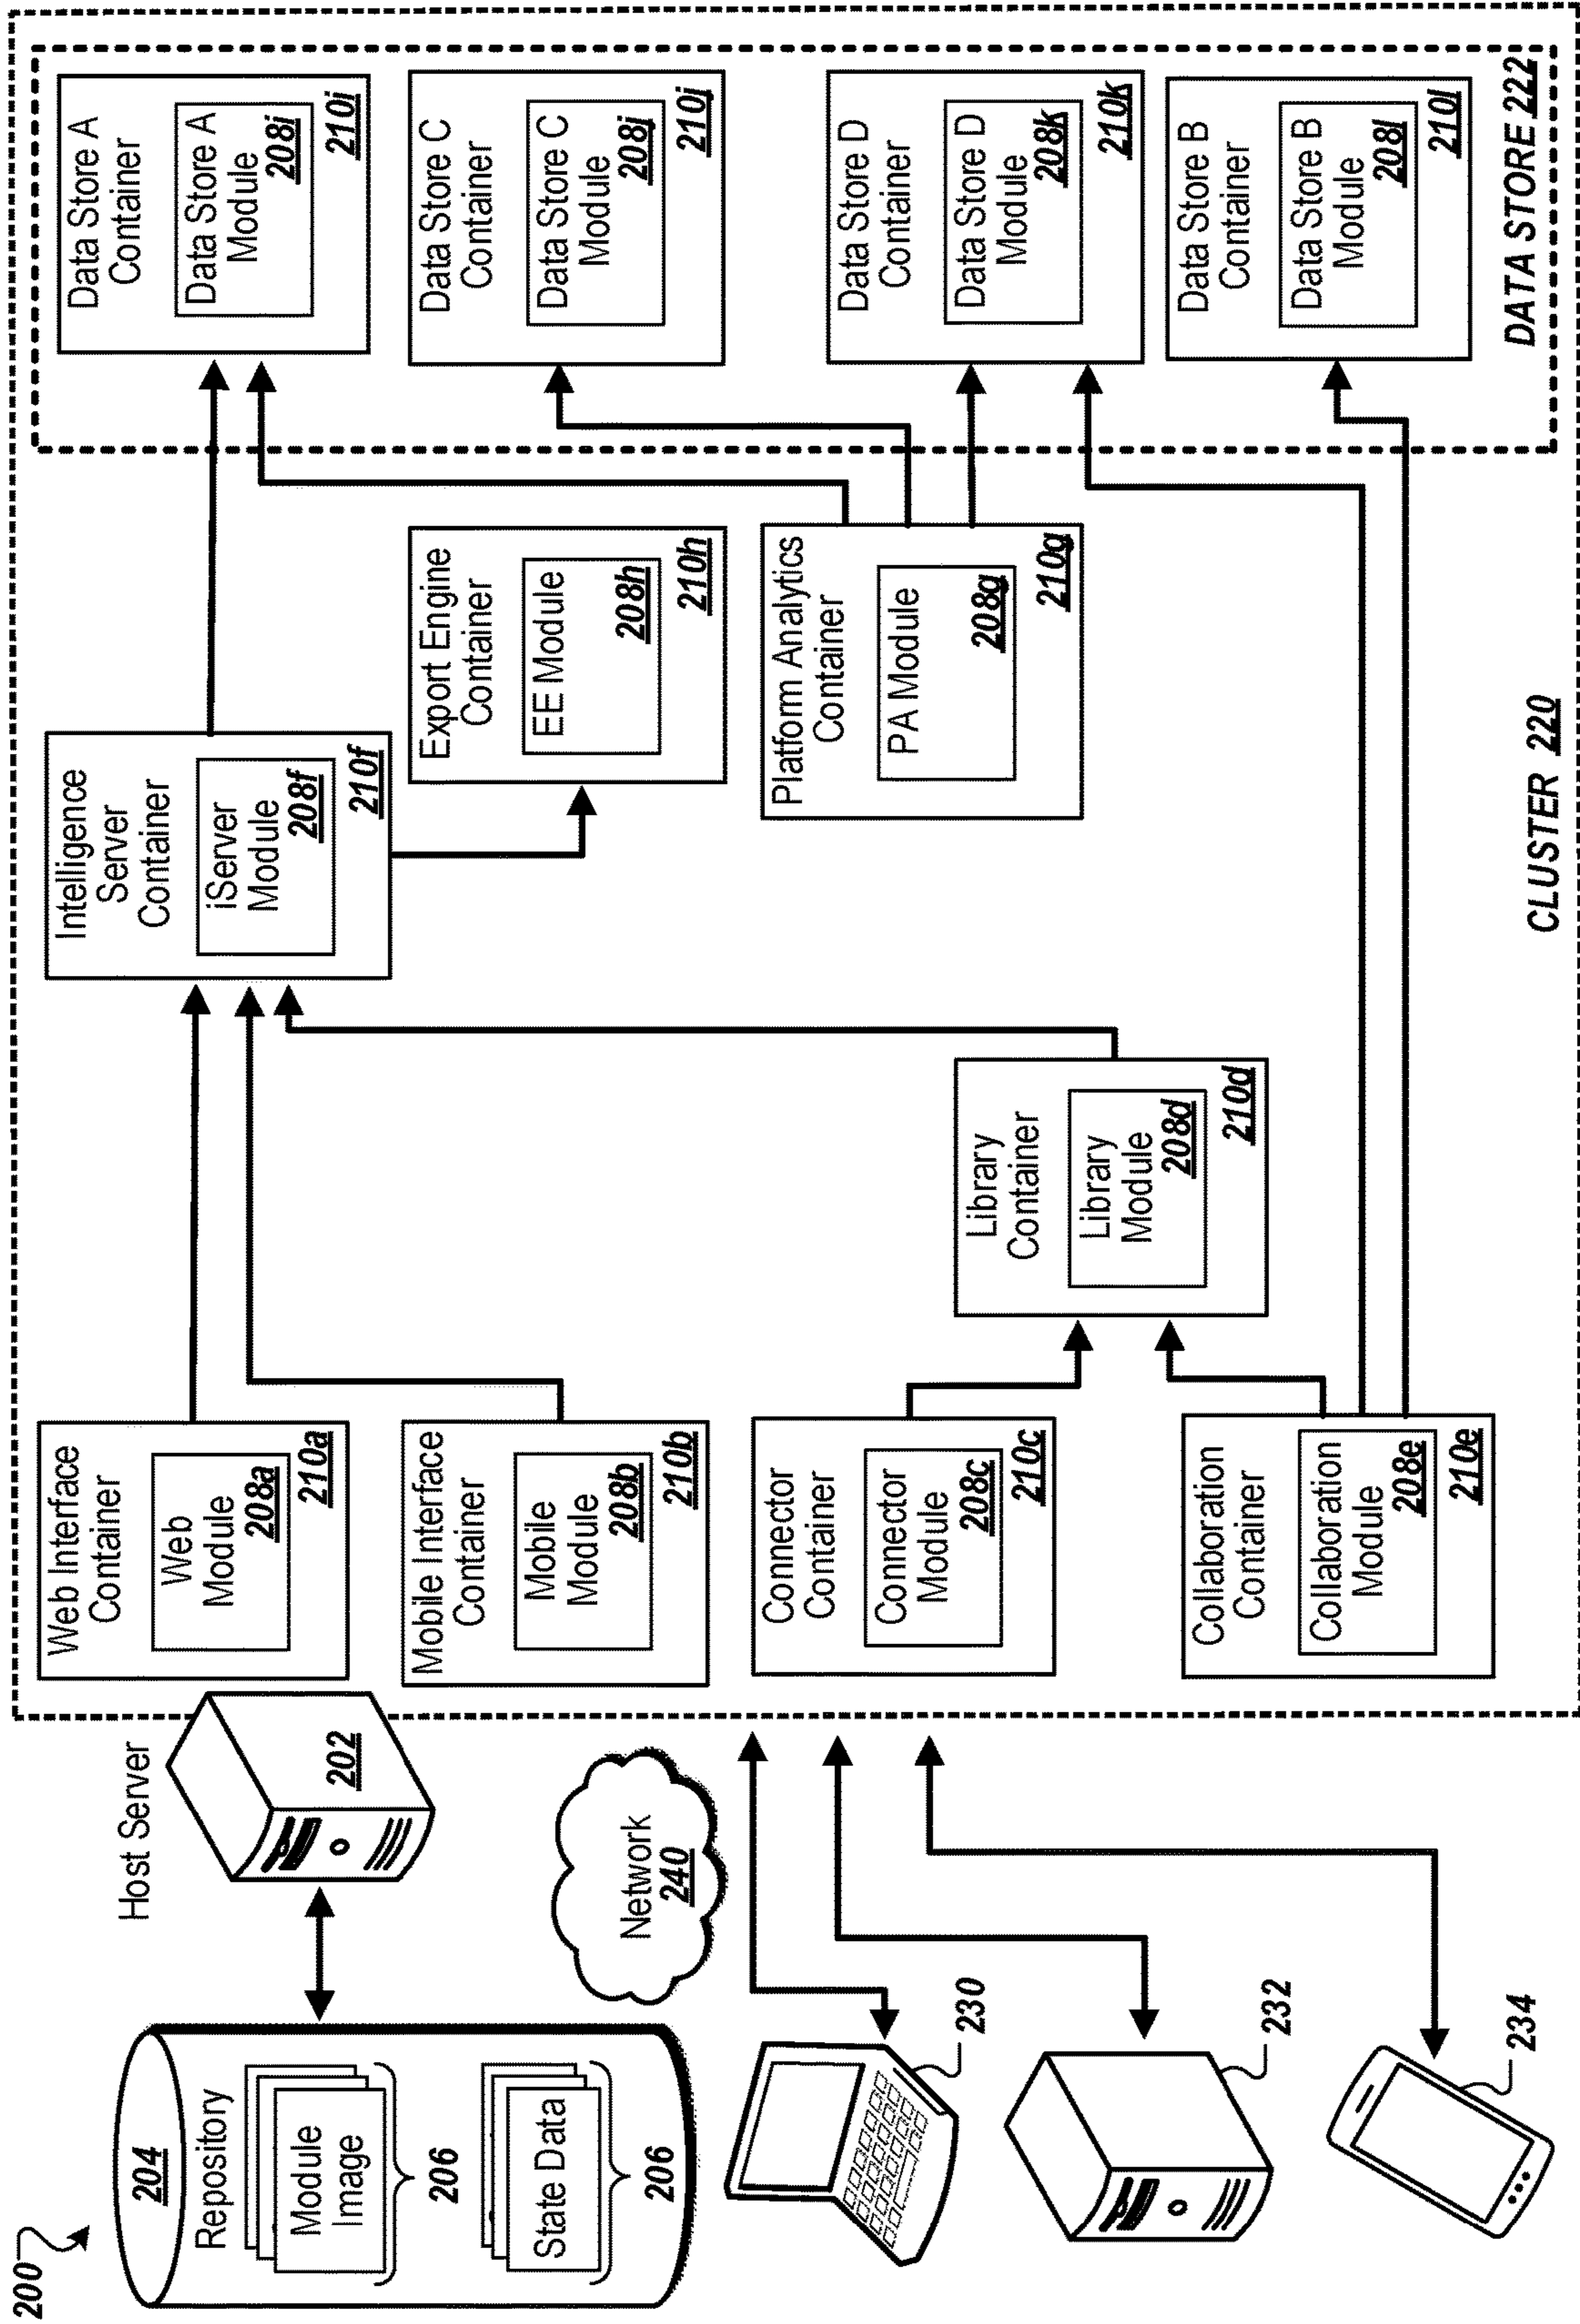 200
204
Repository
Module
Image
206
State Data
206
Host Server
202
Network
240
230
232
234
Web Interface
Container
Web
Module
208a
210a
Mobile Interface
Container
Mobile
Module
208b
210b
Connector
Container
Connector
Module
208c
210c
Collaboration
Container
Collaboration
Module
208e
210e
Library
Container
Library
Module
208d
210d
Intelligence
Server
Container
iServer
Module
208f
210f
Export Engine
Container
EE Module
208h
210h
Platform Analytics
Container
PA Module
208g
210g
Data Store A
Container
Data Store A
Module
208i
210i
Data Store C
Container
Data Store C
Module
208j
210j
Data Store D
Container
Data Store D
Module
208k
210k
Data Store B
Container
Data Store B
Module
208l
210l
DATA STORE 222
CLUSTER 220